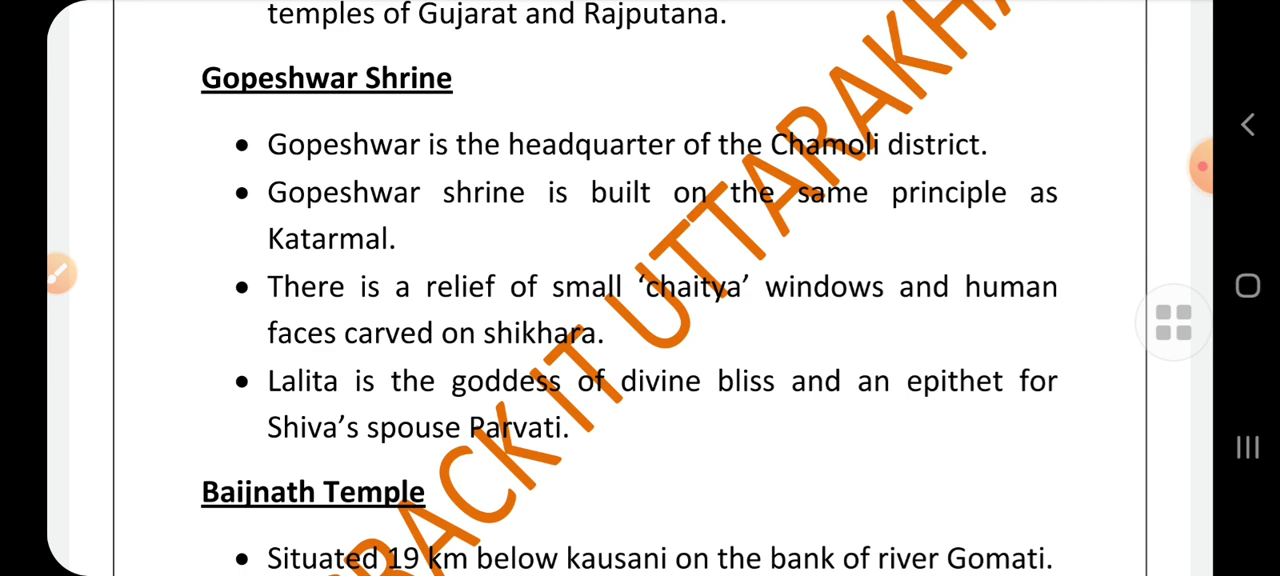 temples of Gujarat and Rajputana.
Gopeshwar Shrine
• Gopeshwar is the headquarter of the Chamoli district.
• Gopeshwar shrine is built on the same principle as
Katarmal.
• There is a relief of small ‘chaitya’ windows and human
faces carved on shikhara.
• Lalita is the goddess of divine bliss and an epithet for
Shiva’s spouse Parvati.
Baijnath Temple
• Situated 19 km below kausani on the bank of river Gomati.
RACK IT UTTARAKH